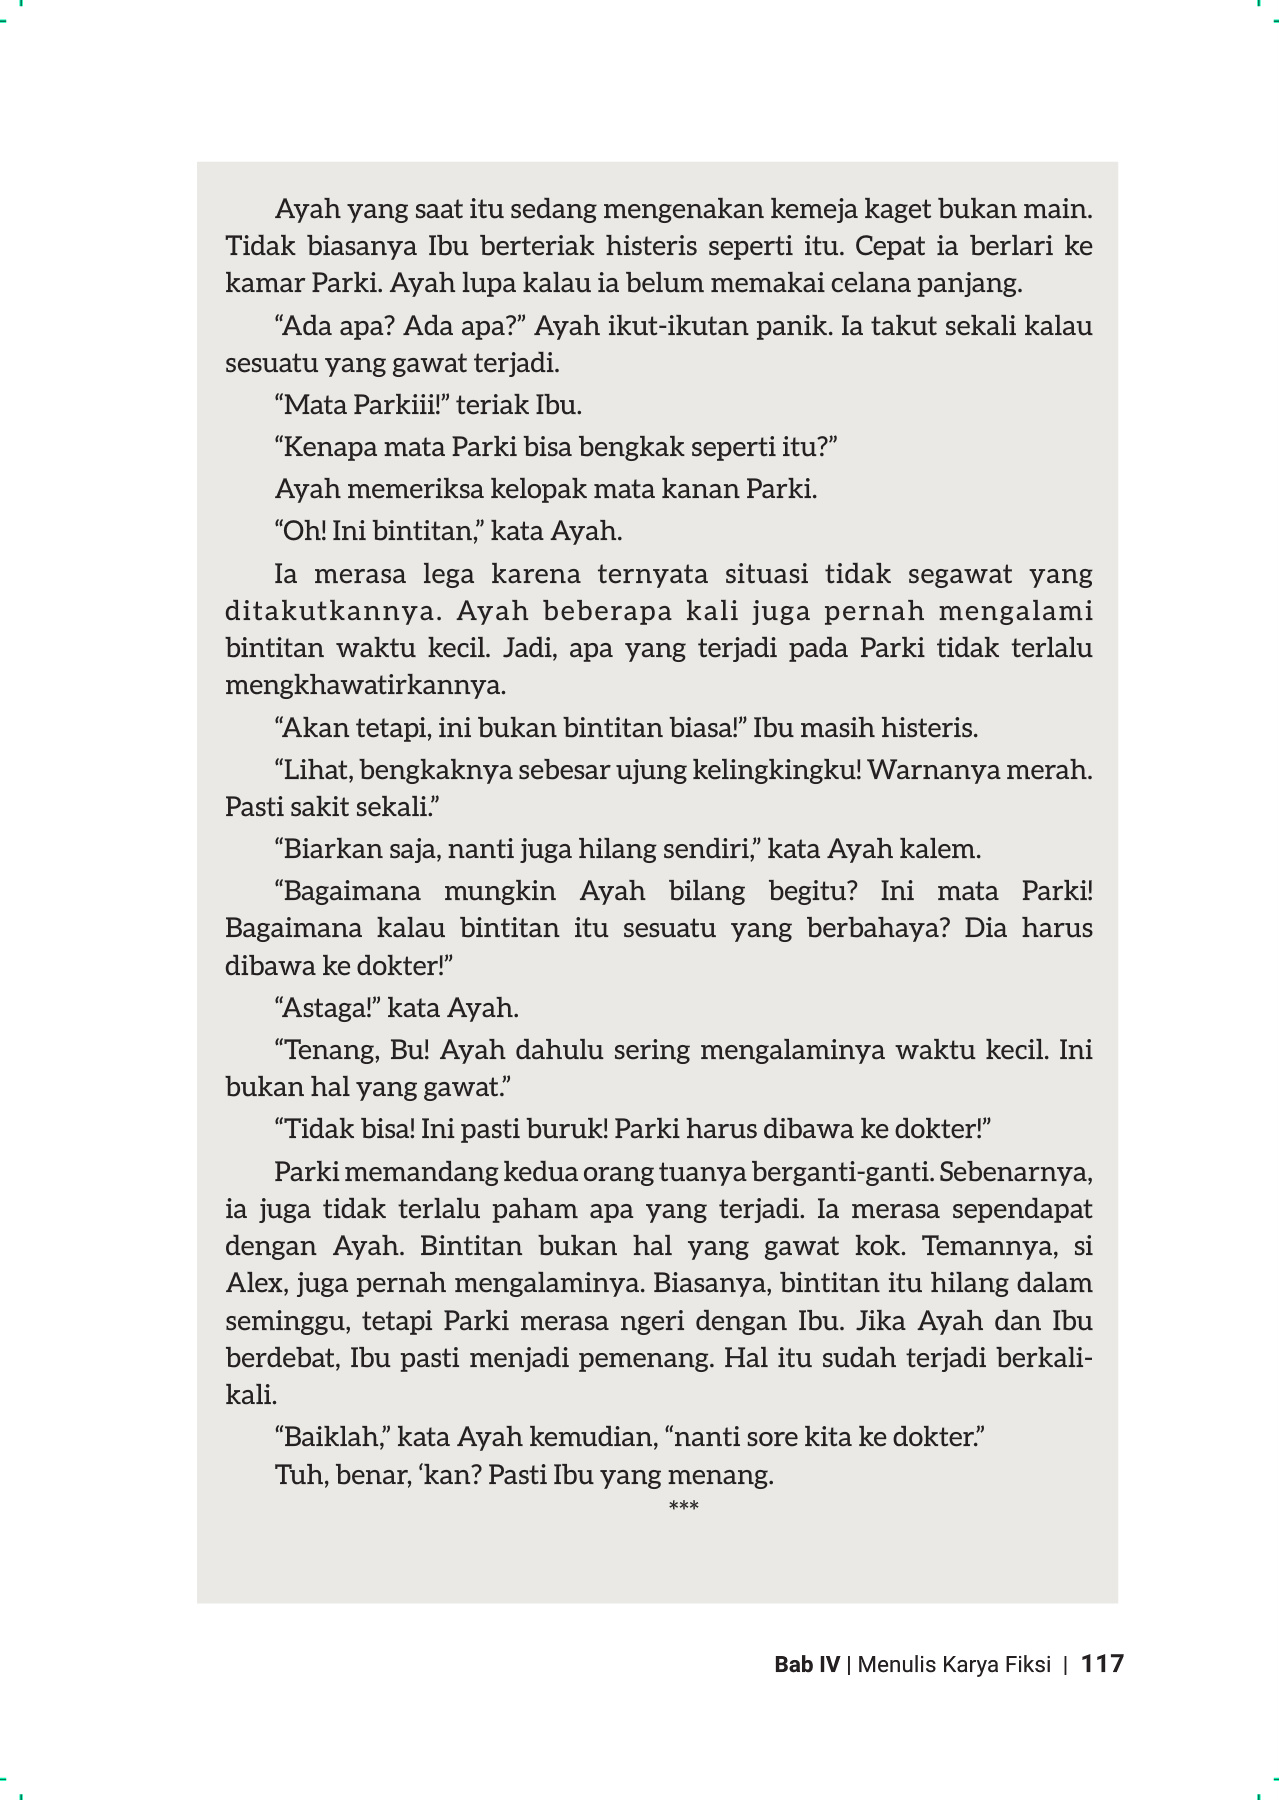 Ayah yang saat itu sedang mengenakan kemeja kaget bukan main.
Tidak biasanya Ibu berteriak histeris seperti itu. Cepat ia berlari ke
kamar Parki. Ayah lupa kalau ia belum memakai celana panjang.
“Ada apa? Ada apa?” Ayah ikut-ikutan panik. Ia takut sekali kalau
sesuatu yang gawat terjadi.
“Mata Parkiii!” teriak Ibu.
“Kenapa mata Parki bisa bengkak seperti itu?”
Ayah memeriksa kelopak mata kanan Parki.
“Oh! Ini bintitan,” kata Ayah.
Ia merasa lega karena ternyata situasi tidak segawat yang
ditakutkannya. Ayah beberapa kali juga pernah mengalami
bintitan waktu kecil. Jadi, apa yang terjadi pada Parki tidak terlalu
mengkhawatirkannya.
“Akan tetapi, ini bukan bintitan biasa!” Ibu masih histeris.
“Lihat, bengkaknya sebesar ujung kelingkingku! Warnanya merah.
Pasti sakit sekali.”
“Biarkan saja, nanti juga hilang sendiri,” kata Ayah kalem.
“Bagaimana mungkin Ayah bilang begitu? Ini mata Parki!
Bagaimana kalau bintitan itu sesuatu yang berbahaya? Dia harus
dibawa ke dokter!”
“Astaga!” kata Ayah.
“Tenang, Bu! Ayah dahulu sering mengalaminya waktu kecil. Ini
bukan hal yang gawat.”
“Tidak bisa! Ini pasti buruk! Parki harus dibawa ke dokter!”
Parki memandang kedua orang tuanya berganti-ganti. Sebenarnya,
ia juga tidak terlalu paham apa yang terjadi. Ia merasa sependapat
dengan Ayah. Bintitan bukan hal yang gawat kok. Temannya, si
Alex, juga pernah mengalaminya. Biasanya, bintitan itu hilang dalam
seminggu, tetapi Parki merasa ngeri dengan Ibu. Jika Ayah dan Ibu
berdebat, Ibu pasti menjadi pemenang. Hal itu sudah terjadi berkali-
kali.
“Baiklah,” kata Ayah kemudian, “nanti sore kita ke dokter.”
Tuh, benar, ‘kan? Pasti Ibu yang menang.
***
Bab IV | Menulis Karya Fiksi | 117